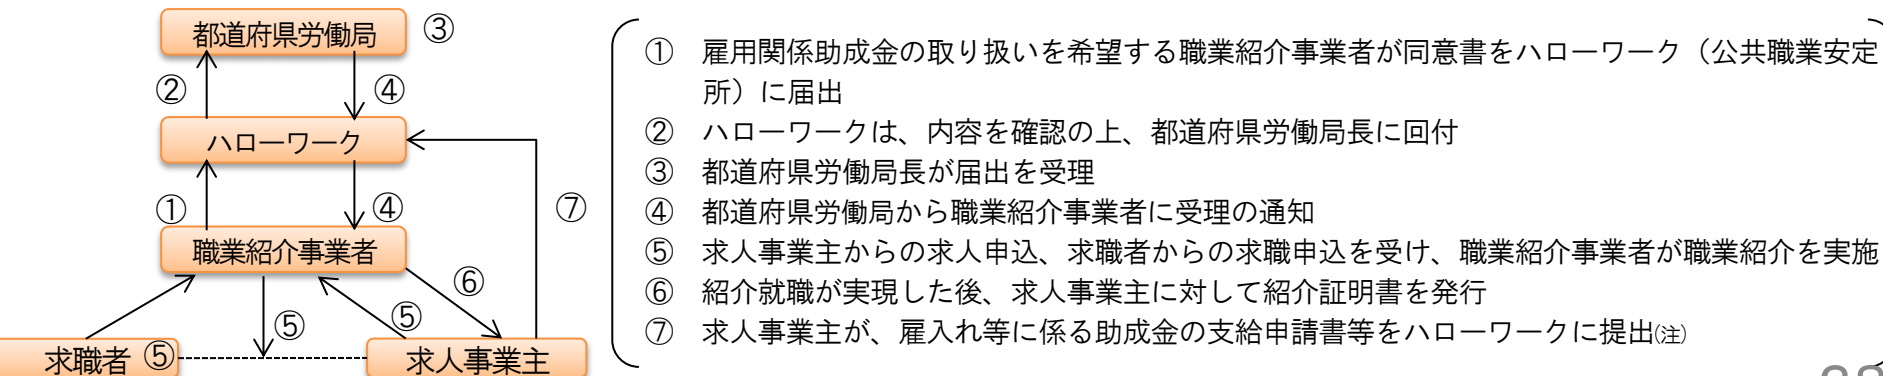 都道府県労働局 ③
② ④
ハローワーク
① ④ ⑦
職業紹介事業者
⑥
⑤ ⑤
求職者 ⑤ 求人事業主
① 雇用関係助成金の取り扱いを希望する職業紹介事業者が同意書をハローワーク（公共職業安定
所）に届出
② ハローワークは、内容を確認の上、都道府県労働局長に回付
③ 都道府県労働局長が届出を受理
④ 都道府県労働局から職業紹介事業者に受理の通知
⑤ 求人事業主からの求人申込、求職者からの求職申込を受け、職業紹介事業者が職業紹介を実施
⑥ 紹介就職が実現した後、求人事業主に対して紹介証明書を発行
⑦ 求人事業主が、雇入れ等に係る助成金の支給申請書等をハローワークに提出(注)